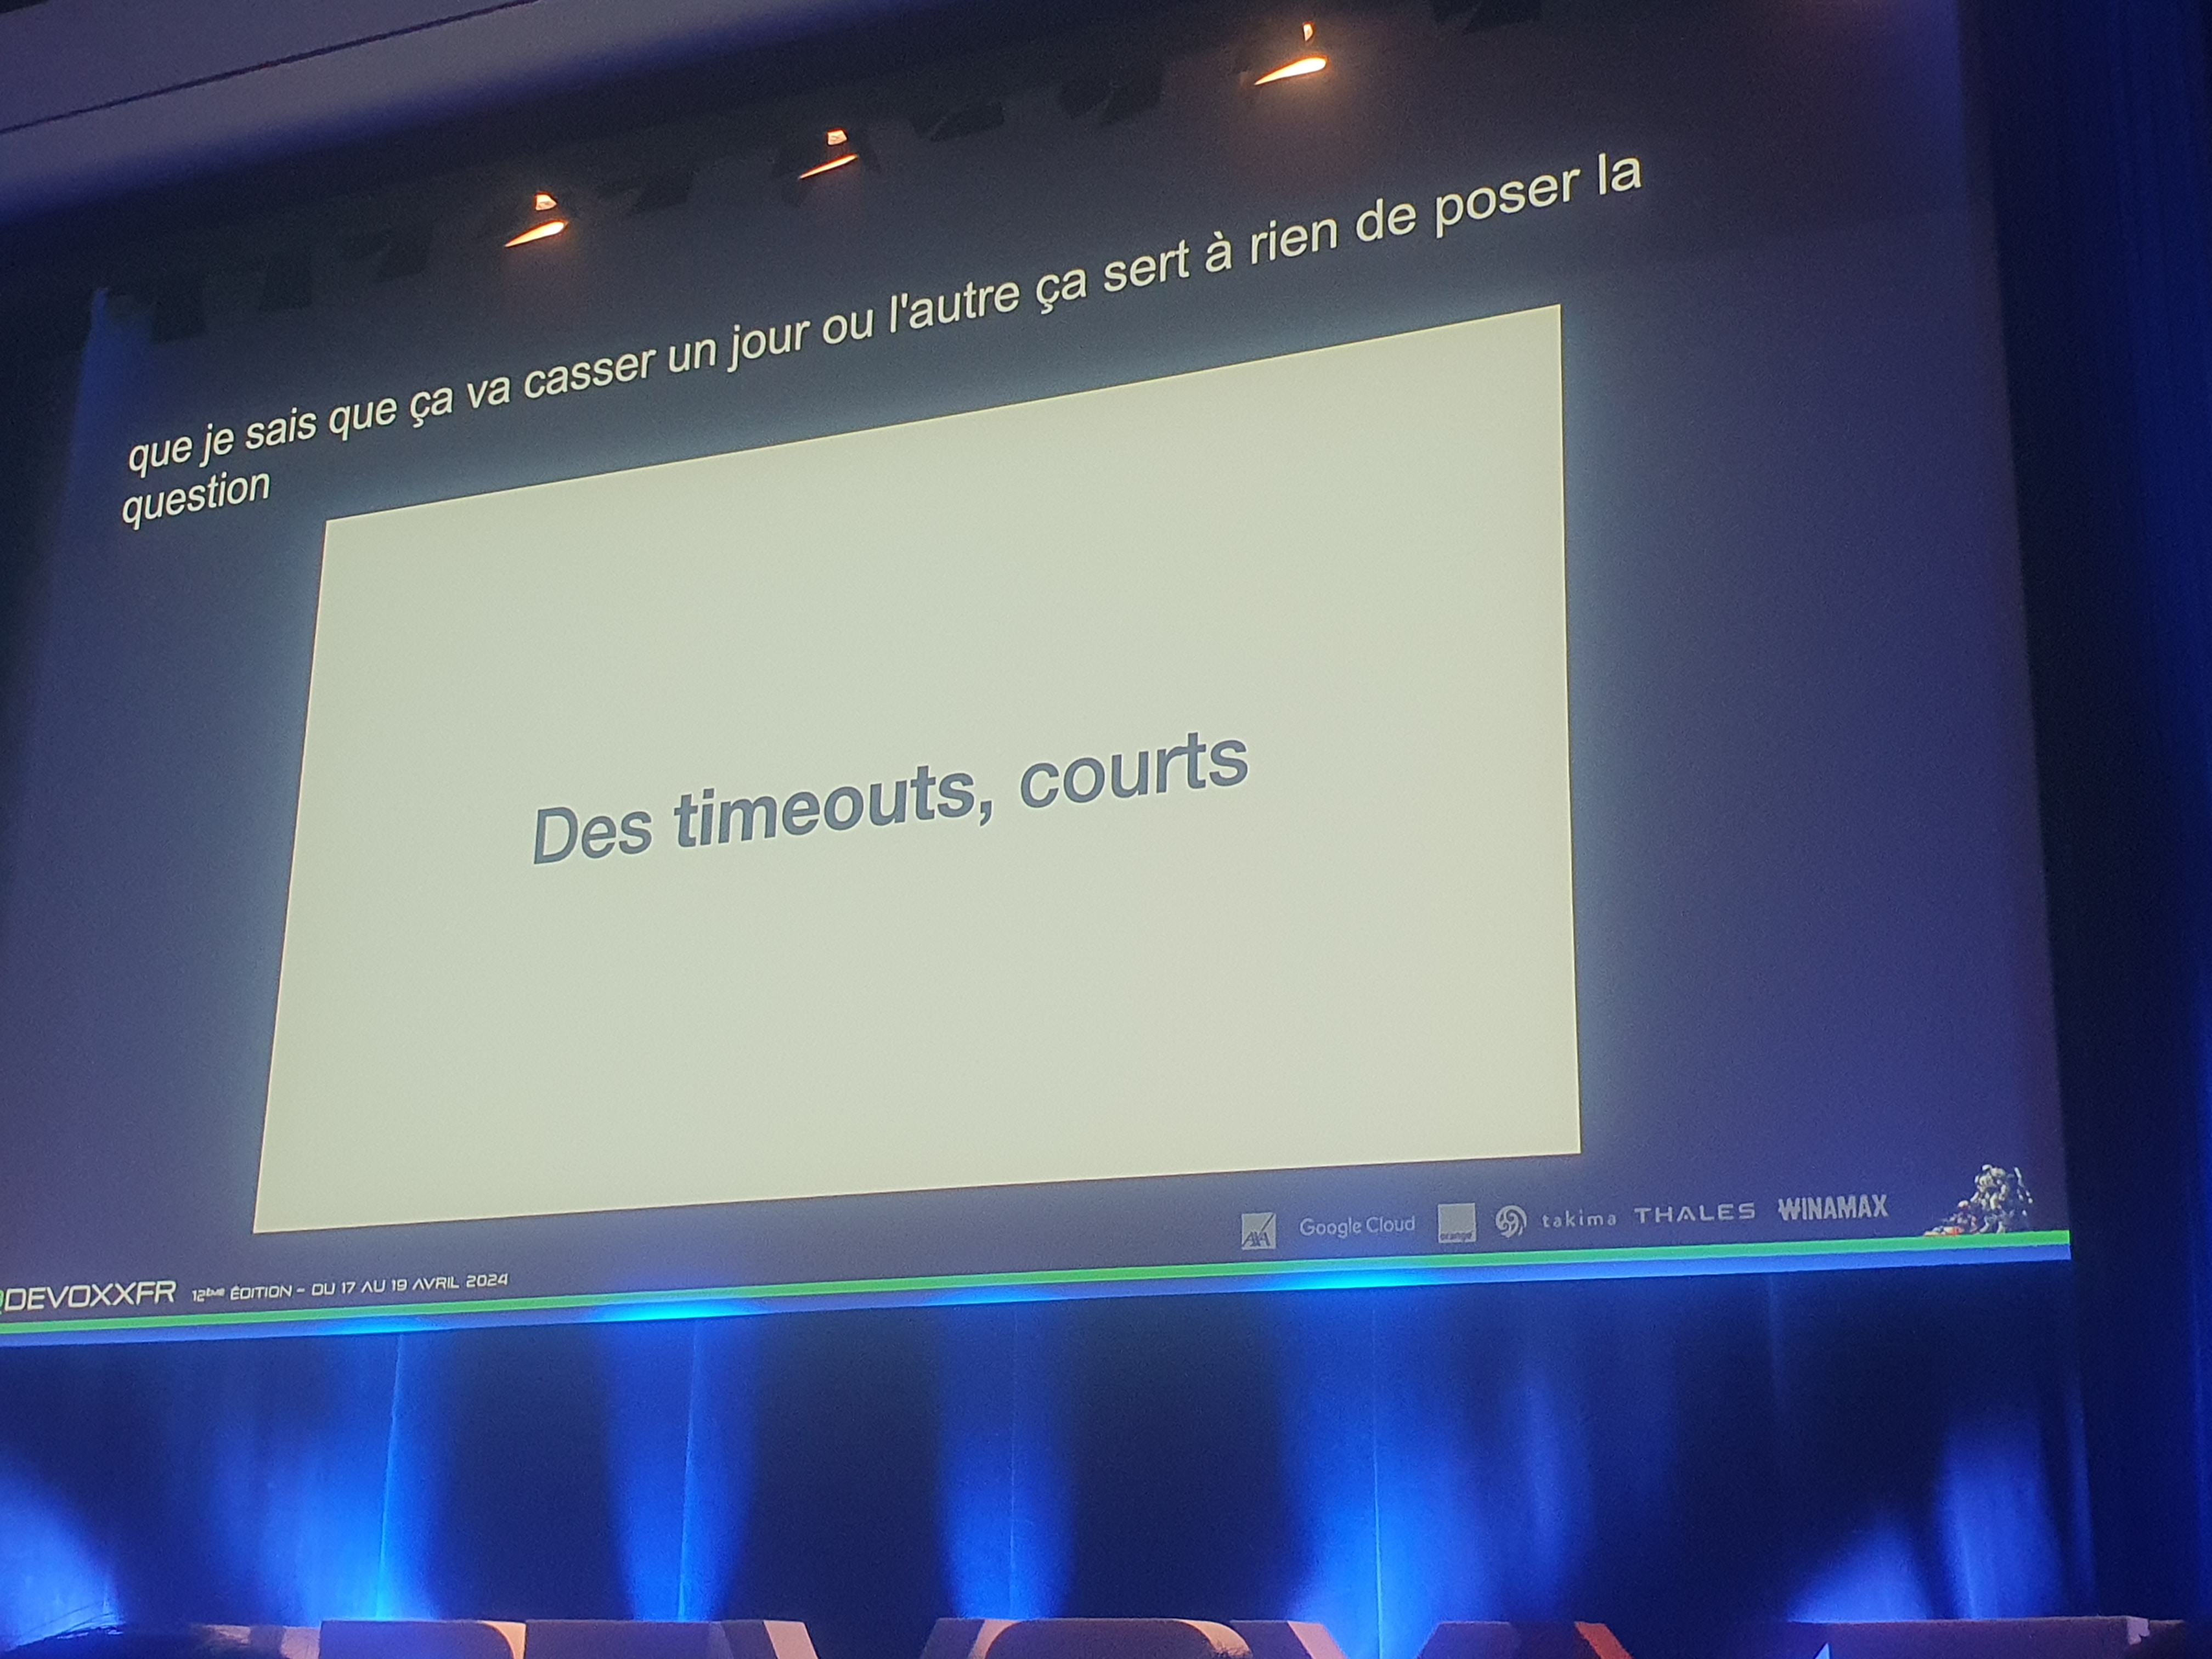 que je sais que ça va casser un jour ou l'autre ça sert à rien de poser la
question
Des timeouts, courts
AXA
Google Cloud
orange
takima
THALES
WINAMAX
DEVOXXFR
12ème ÉDITION - DU 17 AU 19 AVRIL 2024